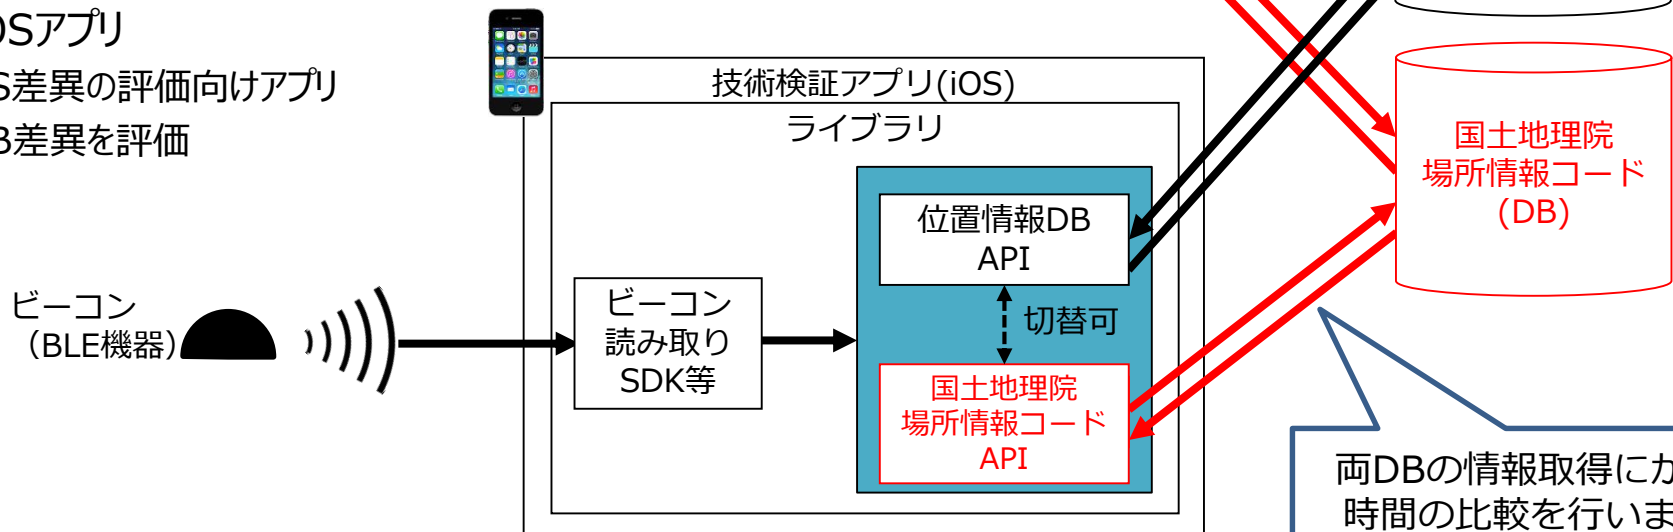 OSアプリ
S差異の評価向けアプリ
B差異を評価
技術検証アプリ(iOS)
ライブラリ
国土地理院
場所情報コード
(DB)
位置情報DB
API
ビーコン
（BLE機器）
ビーコン
読み取り
SDK等
切替可
国土地理院
場所情報コード
API
両DBの情報取得にか
時間の比較を行いま